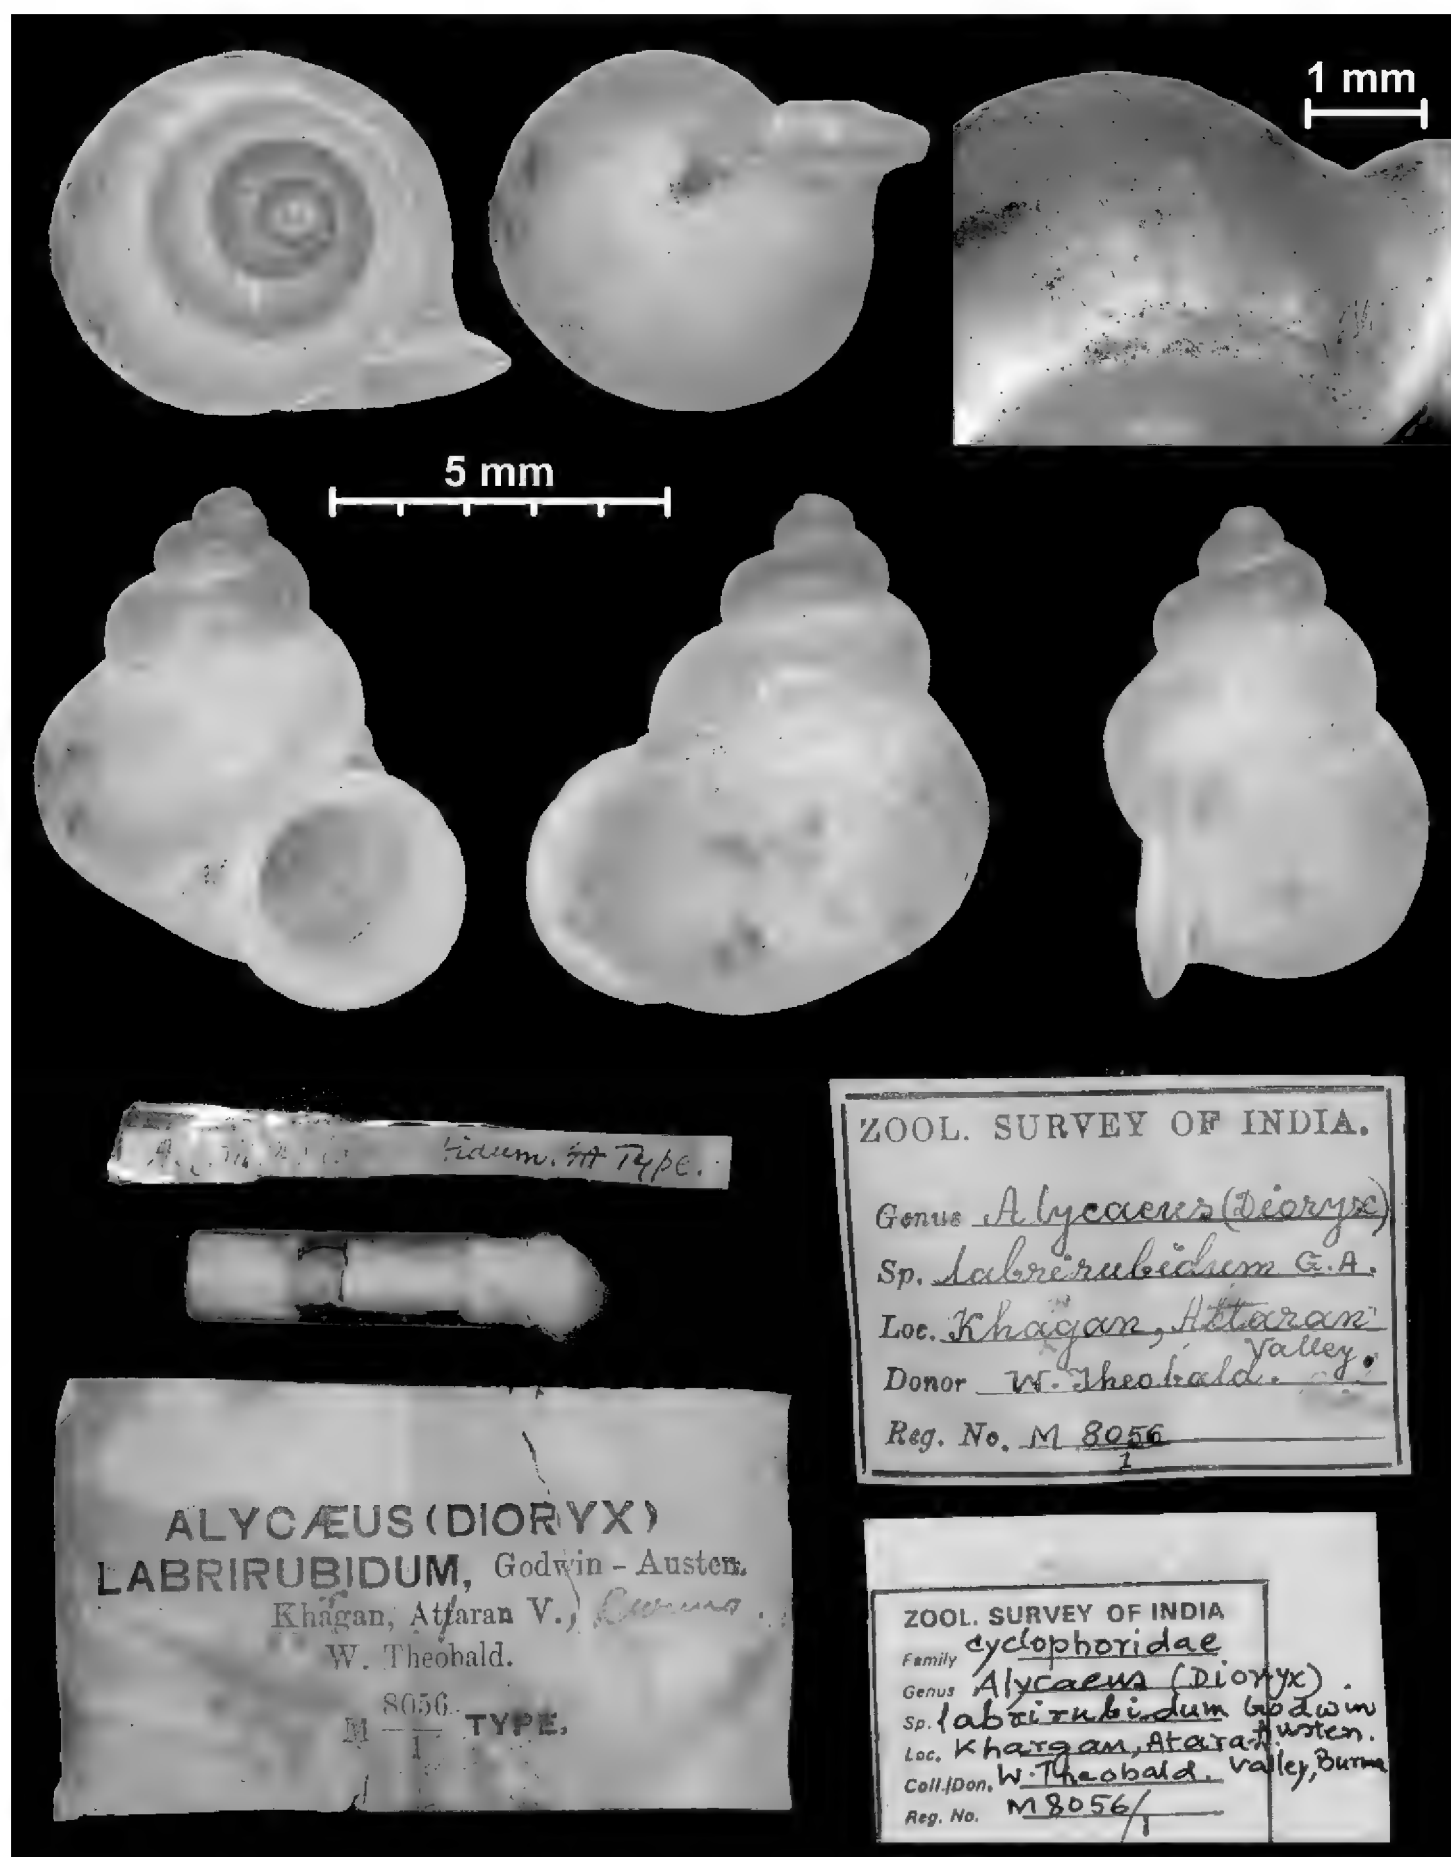 1 mm
5 mm
idum. Type.
ZOOL. SURVEY OF INDIA.
Genus Alycaeus (Dioryx)
Sp. labrirubidum G.A.
Loc. Khagan, Attaran
Valley.
Donor W. Theobald.
Reg. No. M 8056
1
ALYCÆUS (DIORYX)
LABRIRUBIDUM, Godwin - Austen.
Khagan, Attaran V.,
W. Theobald.
M 8056 TYPE.
1
ZOOL. SURVEY OF INDIA
Family cyclophoridae
Genus Alycaeus (Dioryx).
Sp. labrirubidum Godwin
Austen.
Loc. Khargan, Ataran
Coll./Don. W. Theobald. Valley, Burma
Reg. No. M8056/1